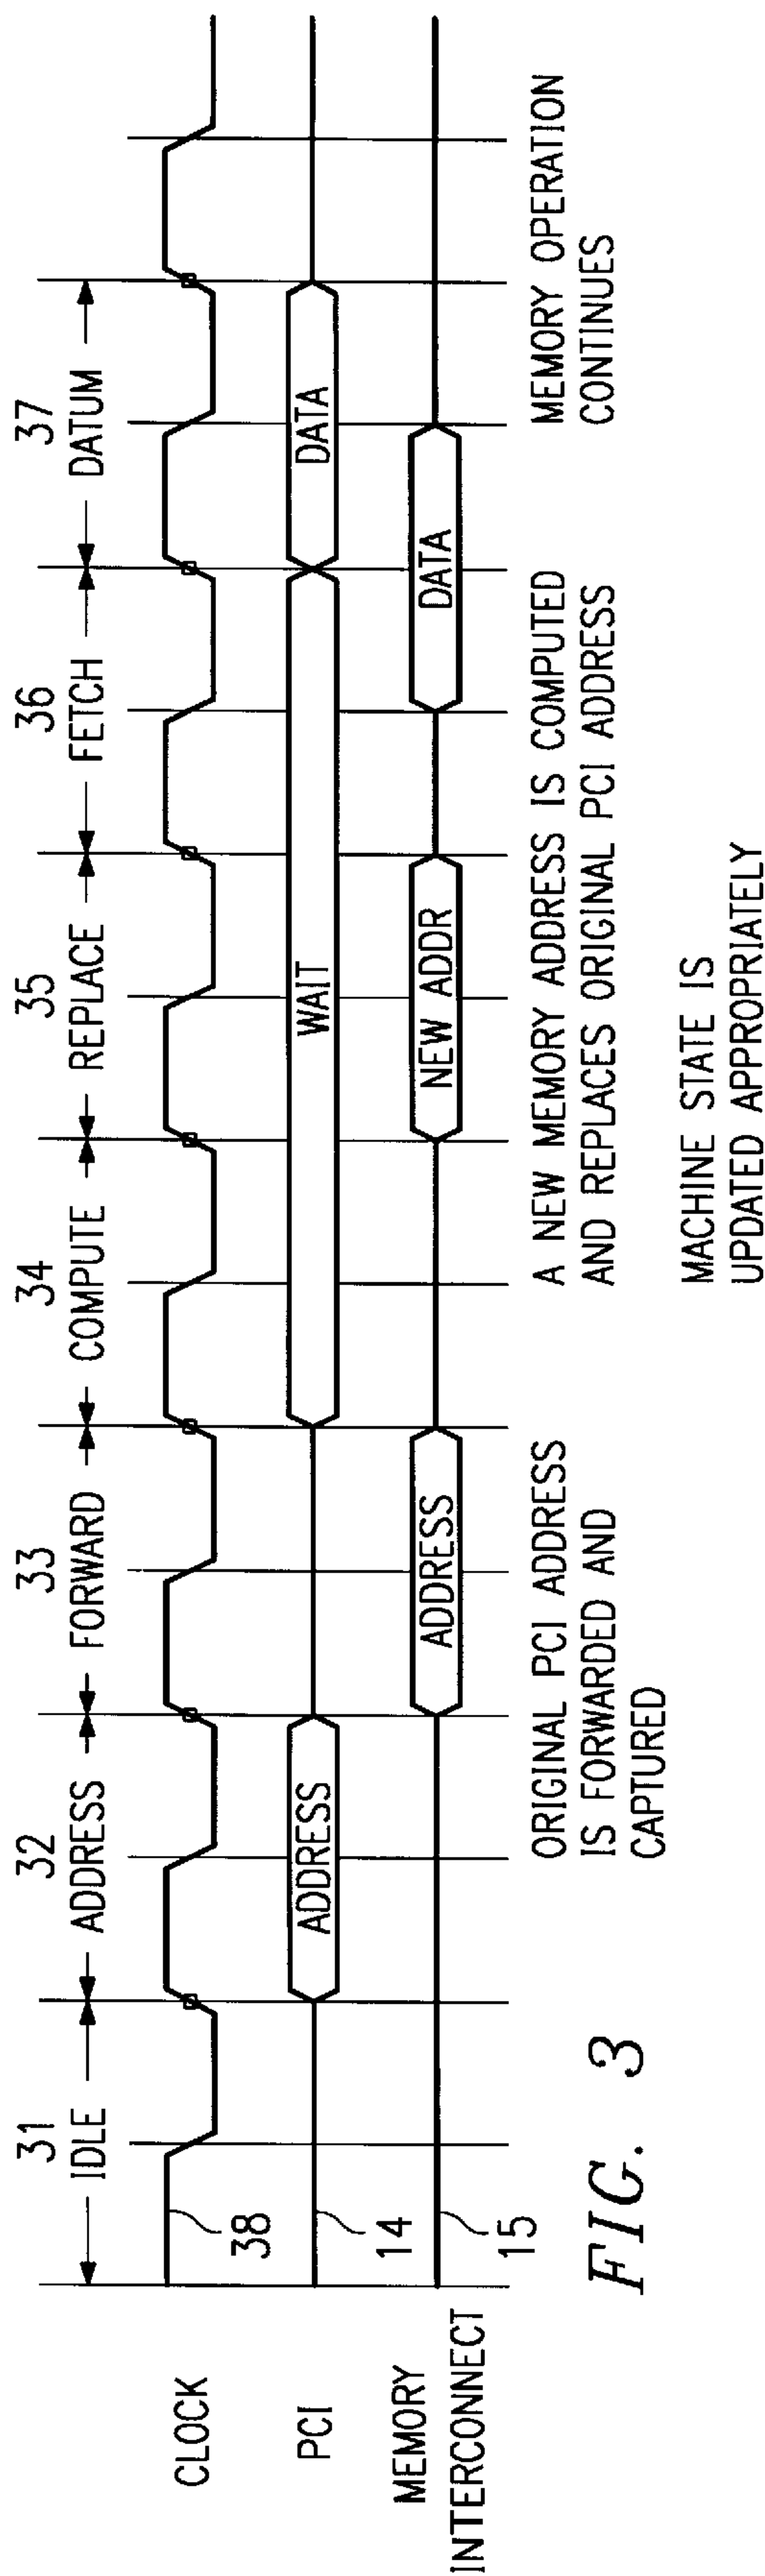 31 32 33 34 35 36 37
IDLE ADDRESS FORWARD COMPUTE REPLACE FETCH DATUM
CLOCK
38
PCI
ADDRESS WAIT DATA
14
MEMORY
INTERCONNECT
ADDRESS NEW ADDR DATA
15
ORIGINAL PCI ADDRESS
IS FORWARDED AND
CAPTURED
A NEW MEMORY ADDRESS IS COMPUTED
AND REPLACES ORIGINAL PCI ADDRESS
MACHINE STATE IS
UPDATED APPROPRIATELY
MEMORY OPERATION
CONTINUES
FIG. 3